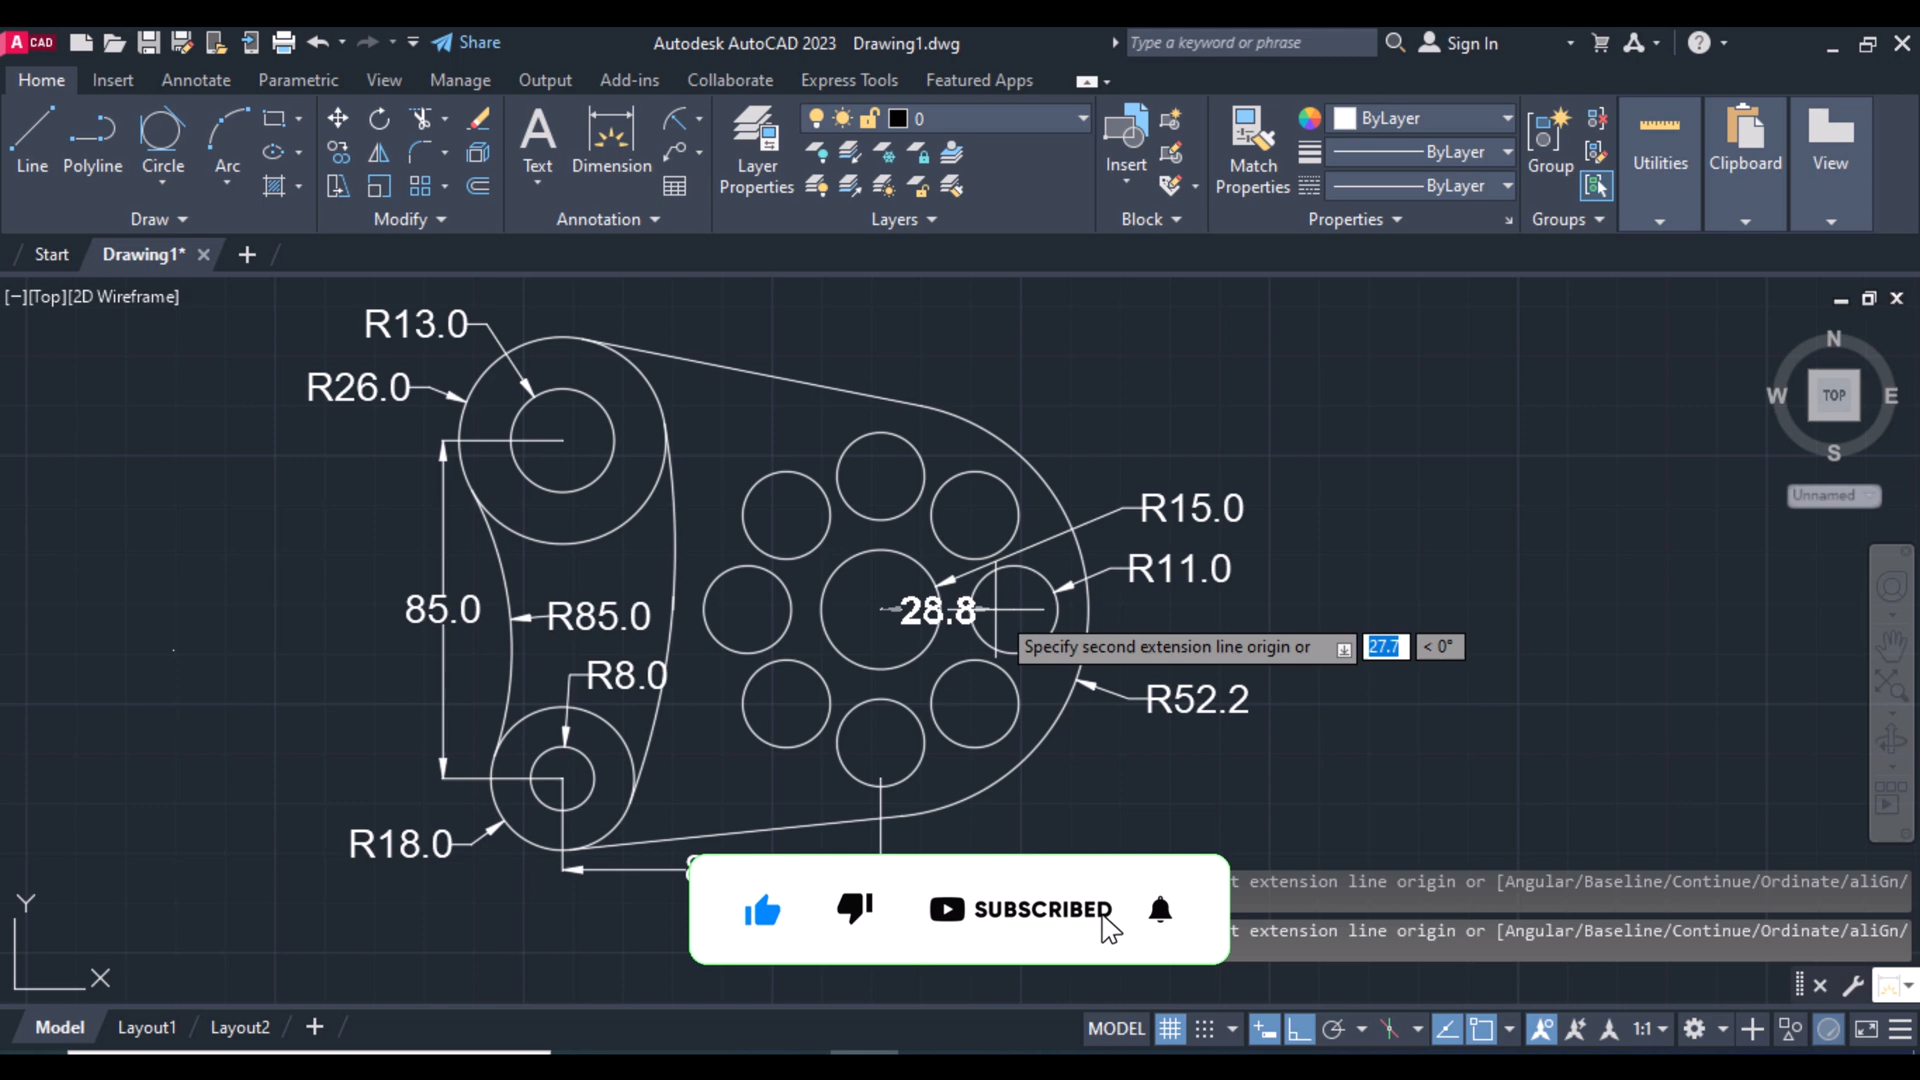 A CAD
Share
Autodesk AutoCAD 2023 Drawing1.dwg
Type a keyword or phrase
Sign In
?
Home Insert Annotate Parametric View Manage Output Add-ins Collaborate Express Tools Featured Apps
Line Polyline Circle Arc
Text Dimension
Layer Properties
0
Insert
Match Properties
ByLayer
ByLayer
ByLayer
Group
Utilities
Clipboard
View
Draw Modify Annotation Layers Block Properties Groups
Start Drawing1*
[−][Top][2D Wireframe]
N
W TOP E
S
Unnamed
R13.0
R26.0
R15.0
R11.0
85.0
R85.0
28.8
Specify second extension line origin or 27.7 < 0°
R8.0
R52.2
R18.0
t extension line origin or [Angular/Baseline/Continue/Ordinate/aliGn/
SUBSCRIBED
t extension line origin or [Angular/Baseline/Continue/Ordinate/aliGn/
Y
X
Model Layout1 Layout2
MODEL
1:1